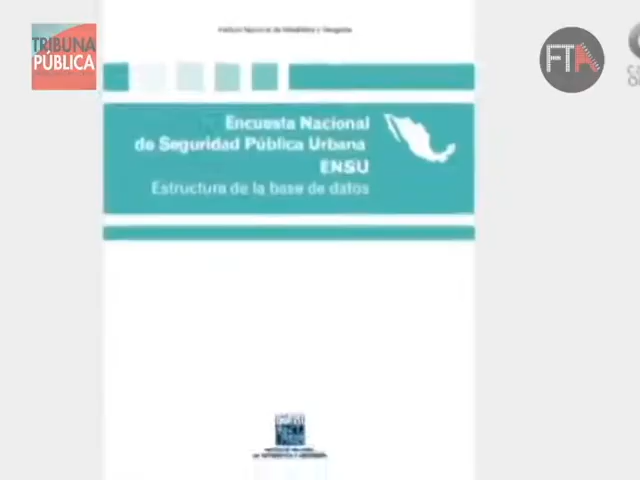 TRIBUNA
PÚBLICA
FTA
Instituto Nacional de Estadística y Geografía
Encuesta Nacional
de Seguridad Pública Urbana
ENSU
Estructura de la base de datos